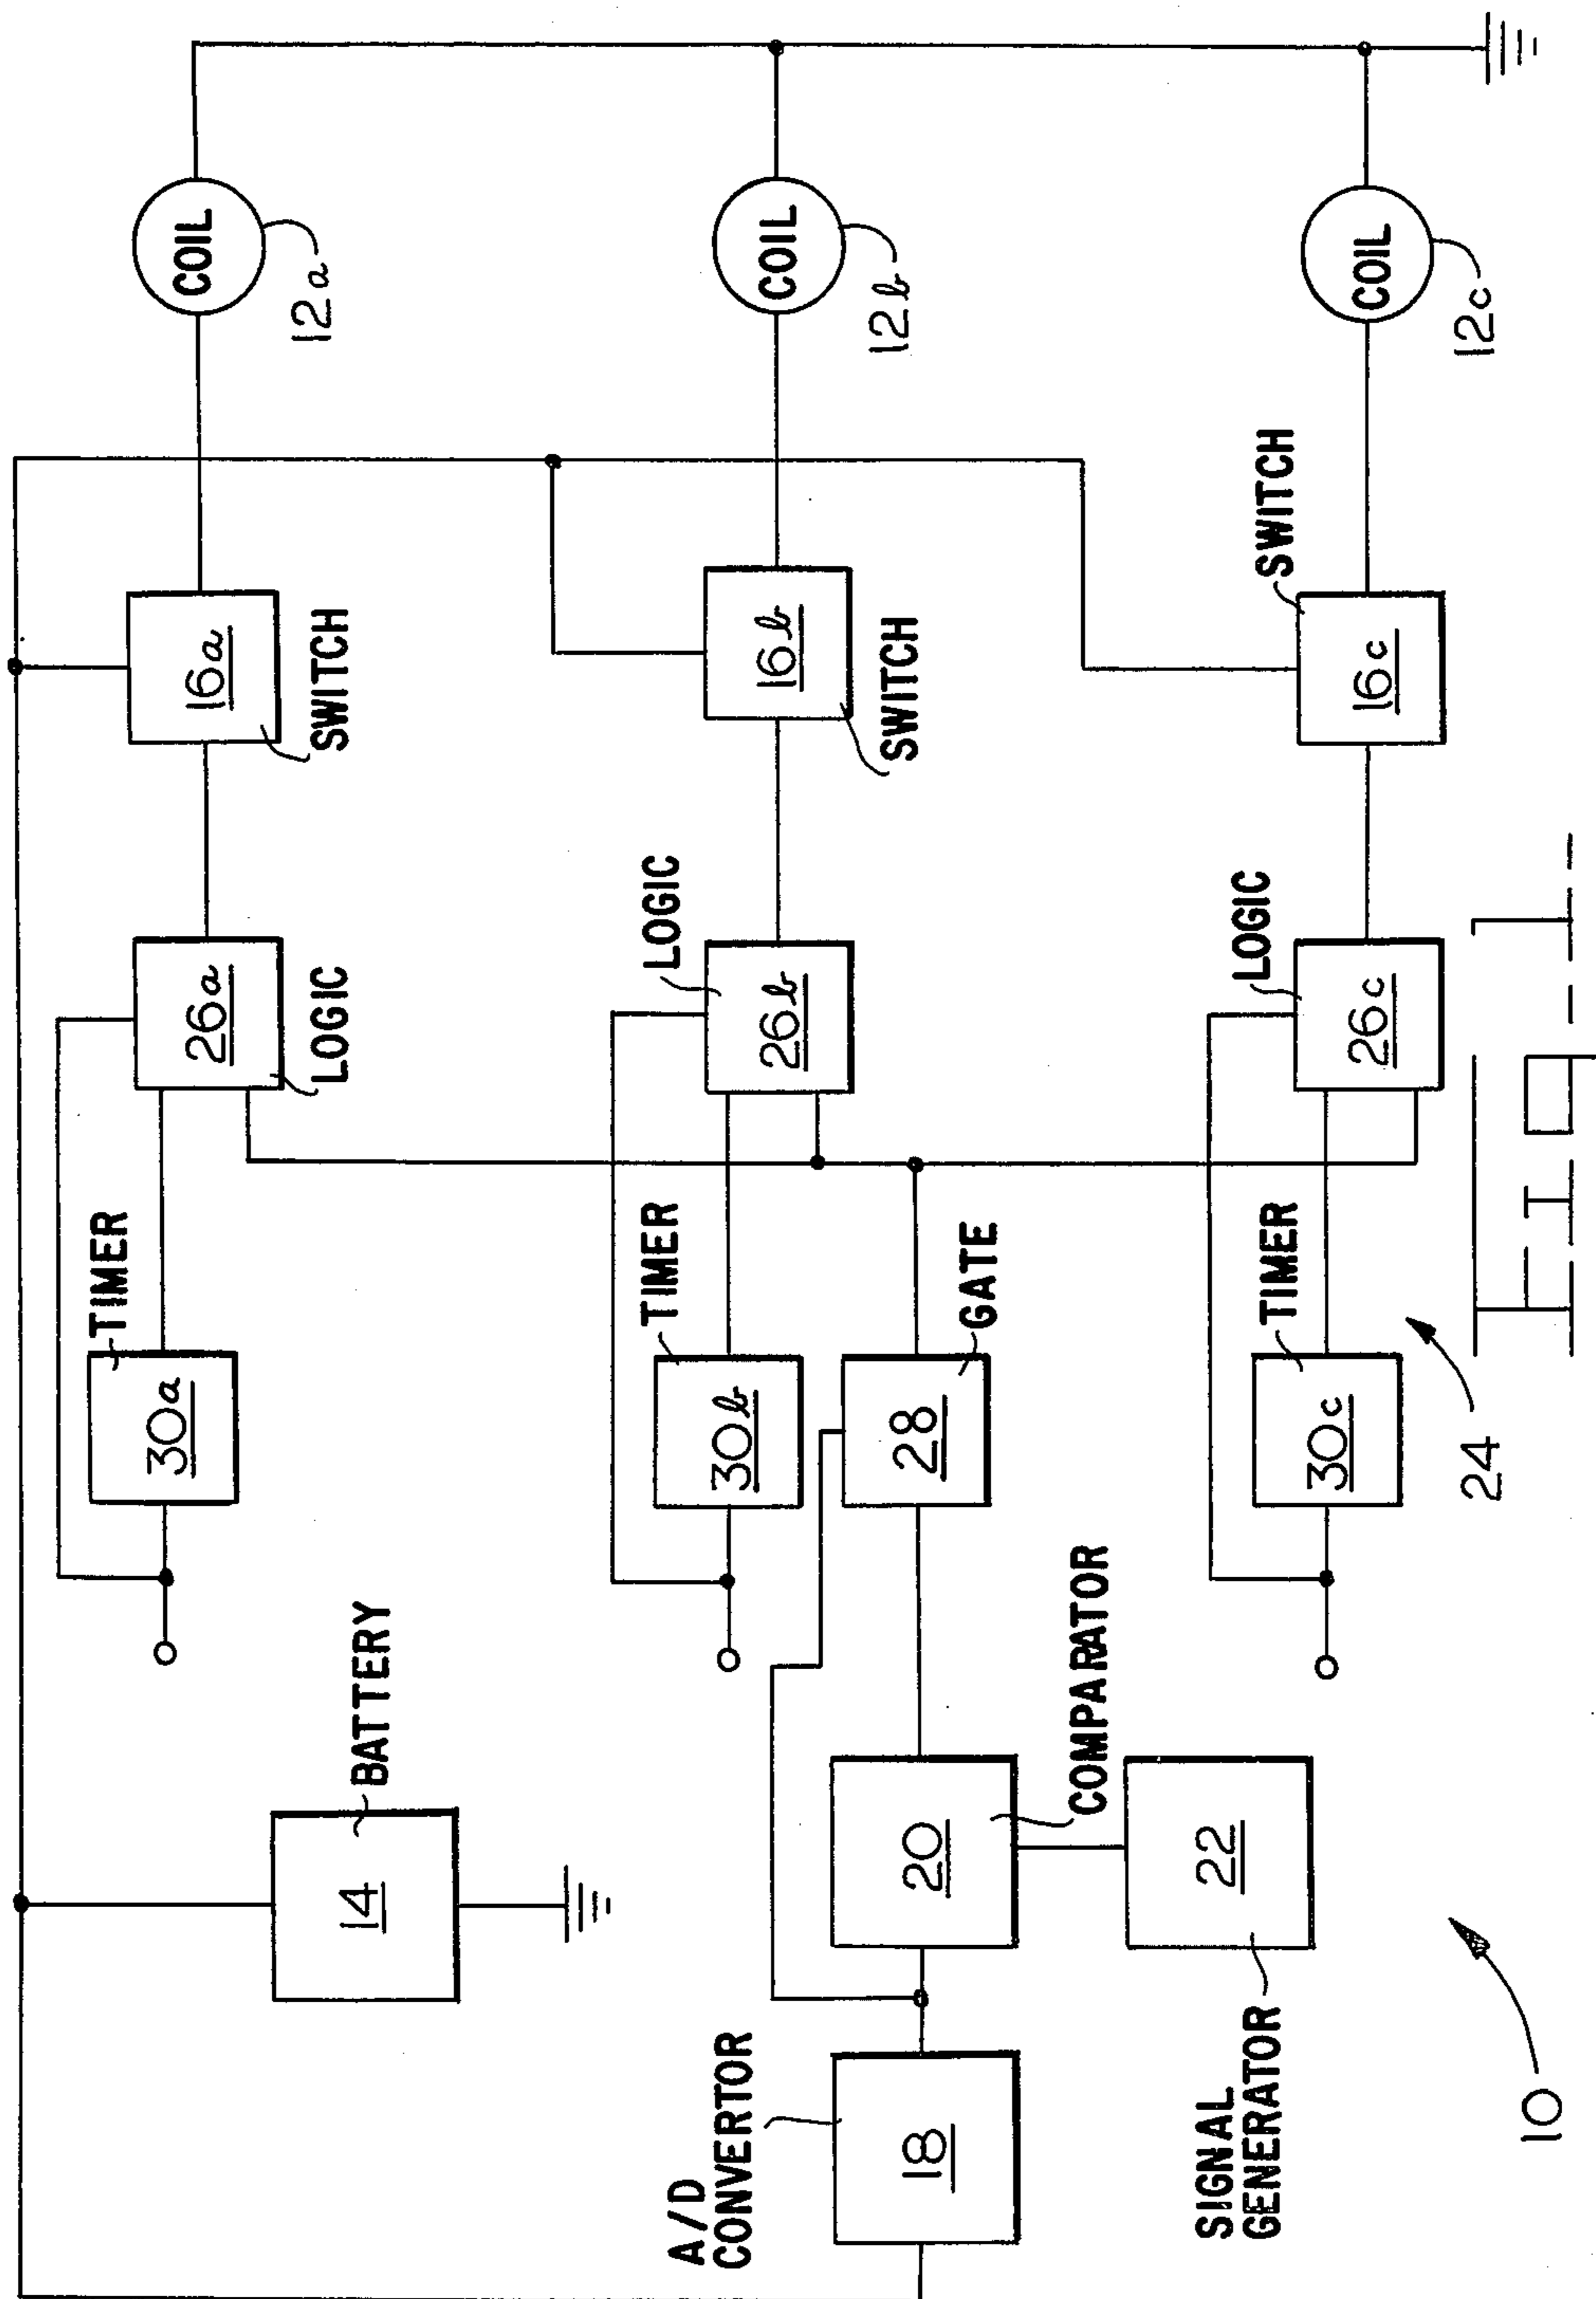 TIMER
30a
26a
LOGIC
16a
SWITCH
COIL
12a
14
BATTERY
TIMER
30b
LOGIC
26b
16b
SWITCH
COIL
12b
A/D
CONVERTOR
18
20
COMPARATOR
28
GATE
SIGNAL
GENERATOR
22
TIMER
30c
LOGIC
26c
SWITCH
16c
COIL
12c
24
10